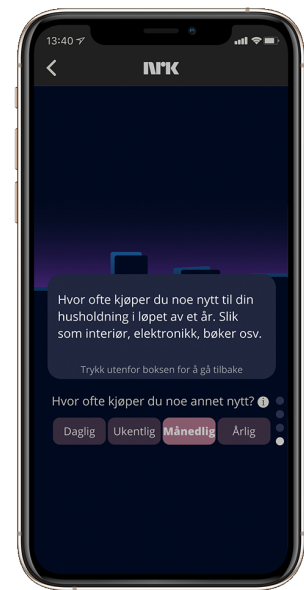 13:40
NRK
Hvor ofte kjøper du noe nytt til din
husholdning i løpet av et år. Slik
som interiør, elektronikk, bøker osv.
Trykk utenfor boksen for å gå tilbake
Hvor ofte kjøper du noe annet nytt? i
Daglig Ukentlig Månedlig Årlig